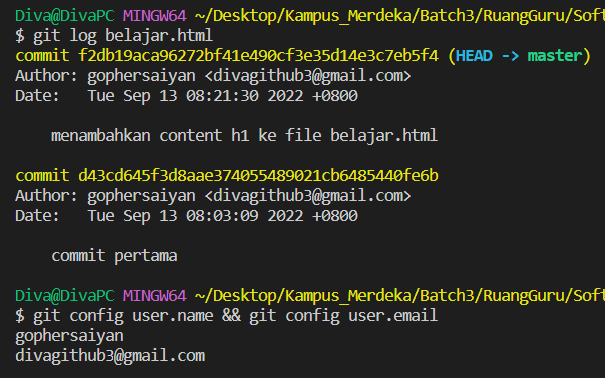 Diva@DivaPC MINGW64 ~/Desktop/Kampus_Merdeka/Batch3/RuangGuru/Soft
$ git log belajar.html
commit f2db19aca96272bf41e490cf3e35d14e3c7eb5f4 (HEAD -> master)
Author: gophersaiyan <divagithub3@gmail.com>
Date:   Tue Sep 13 08:21:30 2022 +0800
    menambahkan content h1 ke file belajar.html
commit d43cd645f3d8aae374055489021cb6485440fe6b
Author: gophersaiyan <divagithub3@gmail.com>
Date:   Tue Sep 13 08:03:09 2022 +0800
    commit pertama
Diva@DivaPC MINGW64 ~/Desktop/Kampus_Merdeka/Batch3/RuangGuru/Soft
$ git config user.name && git config user.email
gophersaiyan
divagithub3@gmail.com